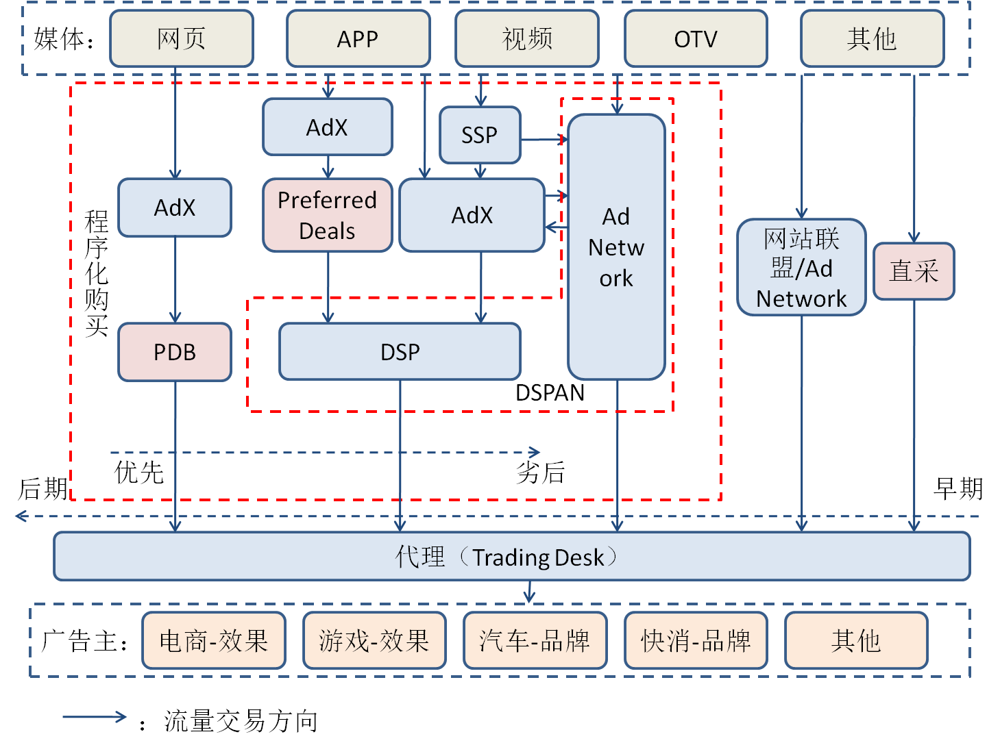 媒体：
网页
APP
视频
OTV
其他
AdX
SSP
AdX
Preferred
Deals
AdX
Ad
Netw
ork
程
序
化
购
买
网站联
盟/Ad
Network
直采
PDB
DSP
DSPAN
优先
劣后
后期
早期
代理（Trading Desk）
广告主：
电商-效果
游戏-效果
汽车-品牌
快消-品牌
其他
：流量交易方向